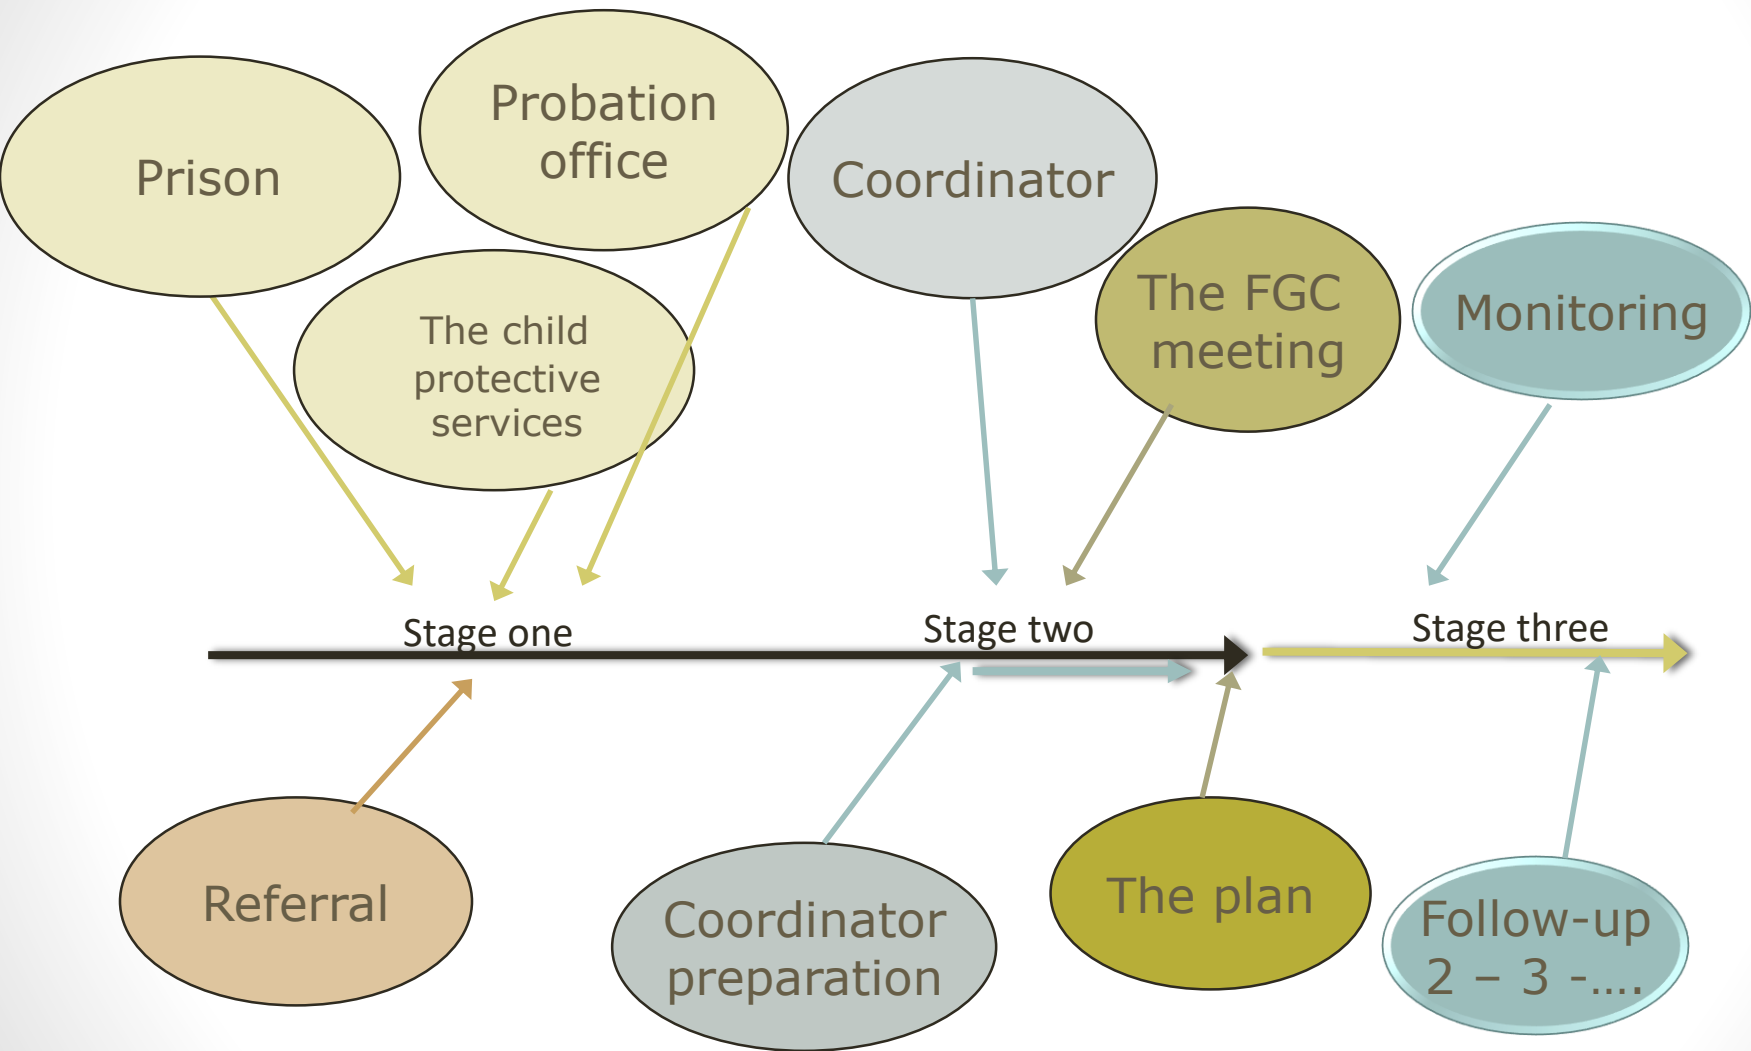 Prison
Probation
office
Coordinator
The child
protective
services
The FGC
meeting
Monitoring
Stage one
Stage two
Stage three
Referral
Coordinator
preparation
The plan
Follow-up
2 – 3 -....